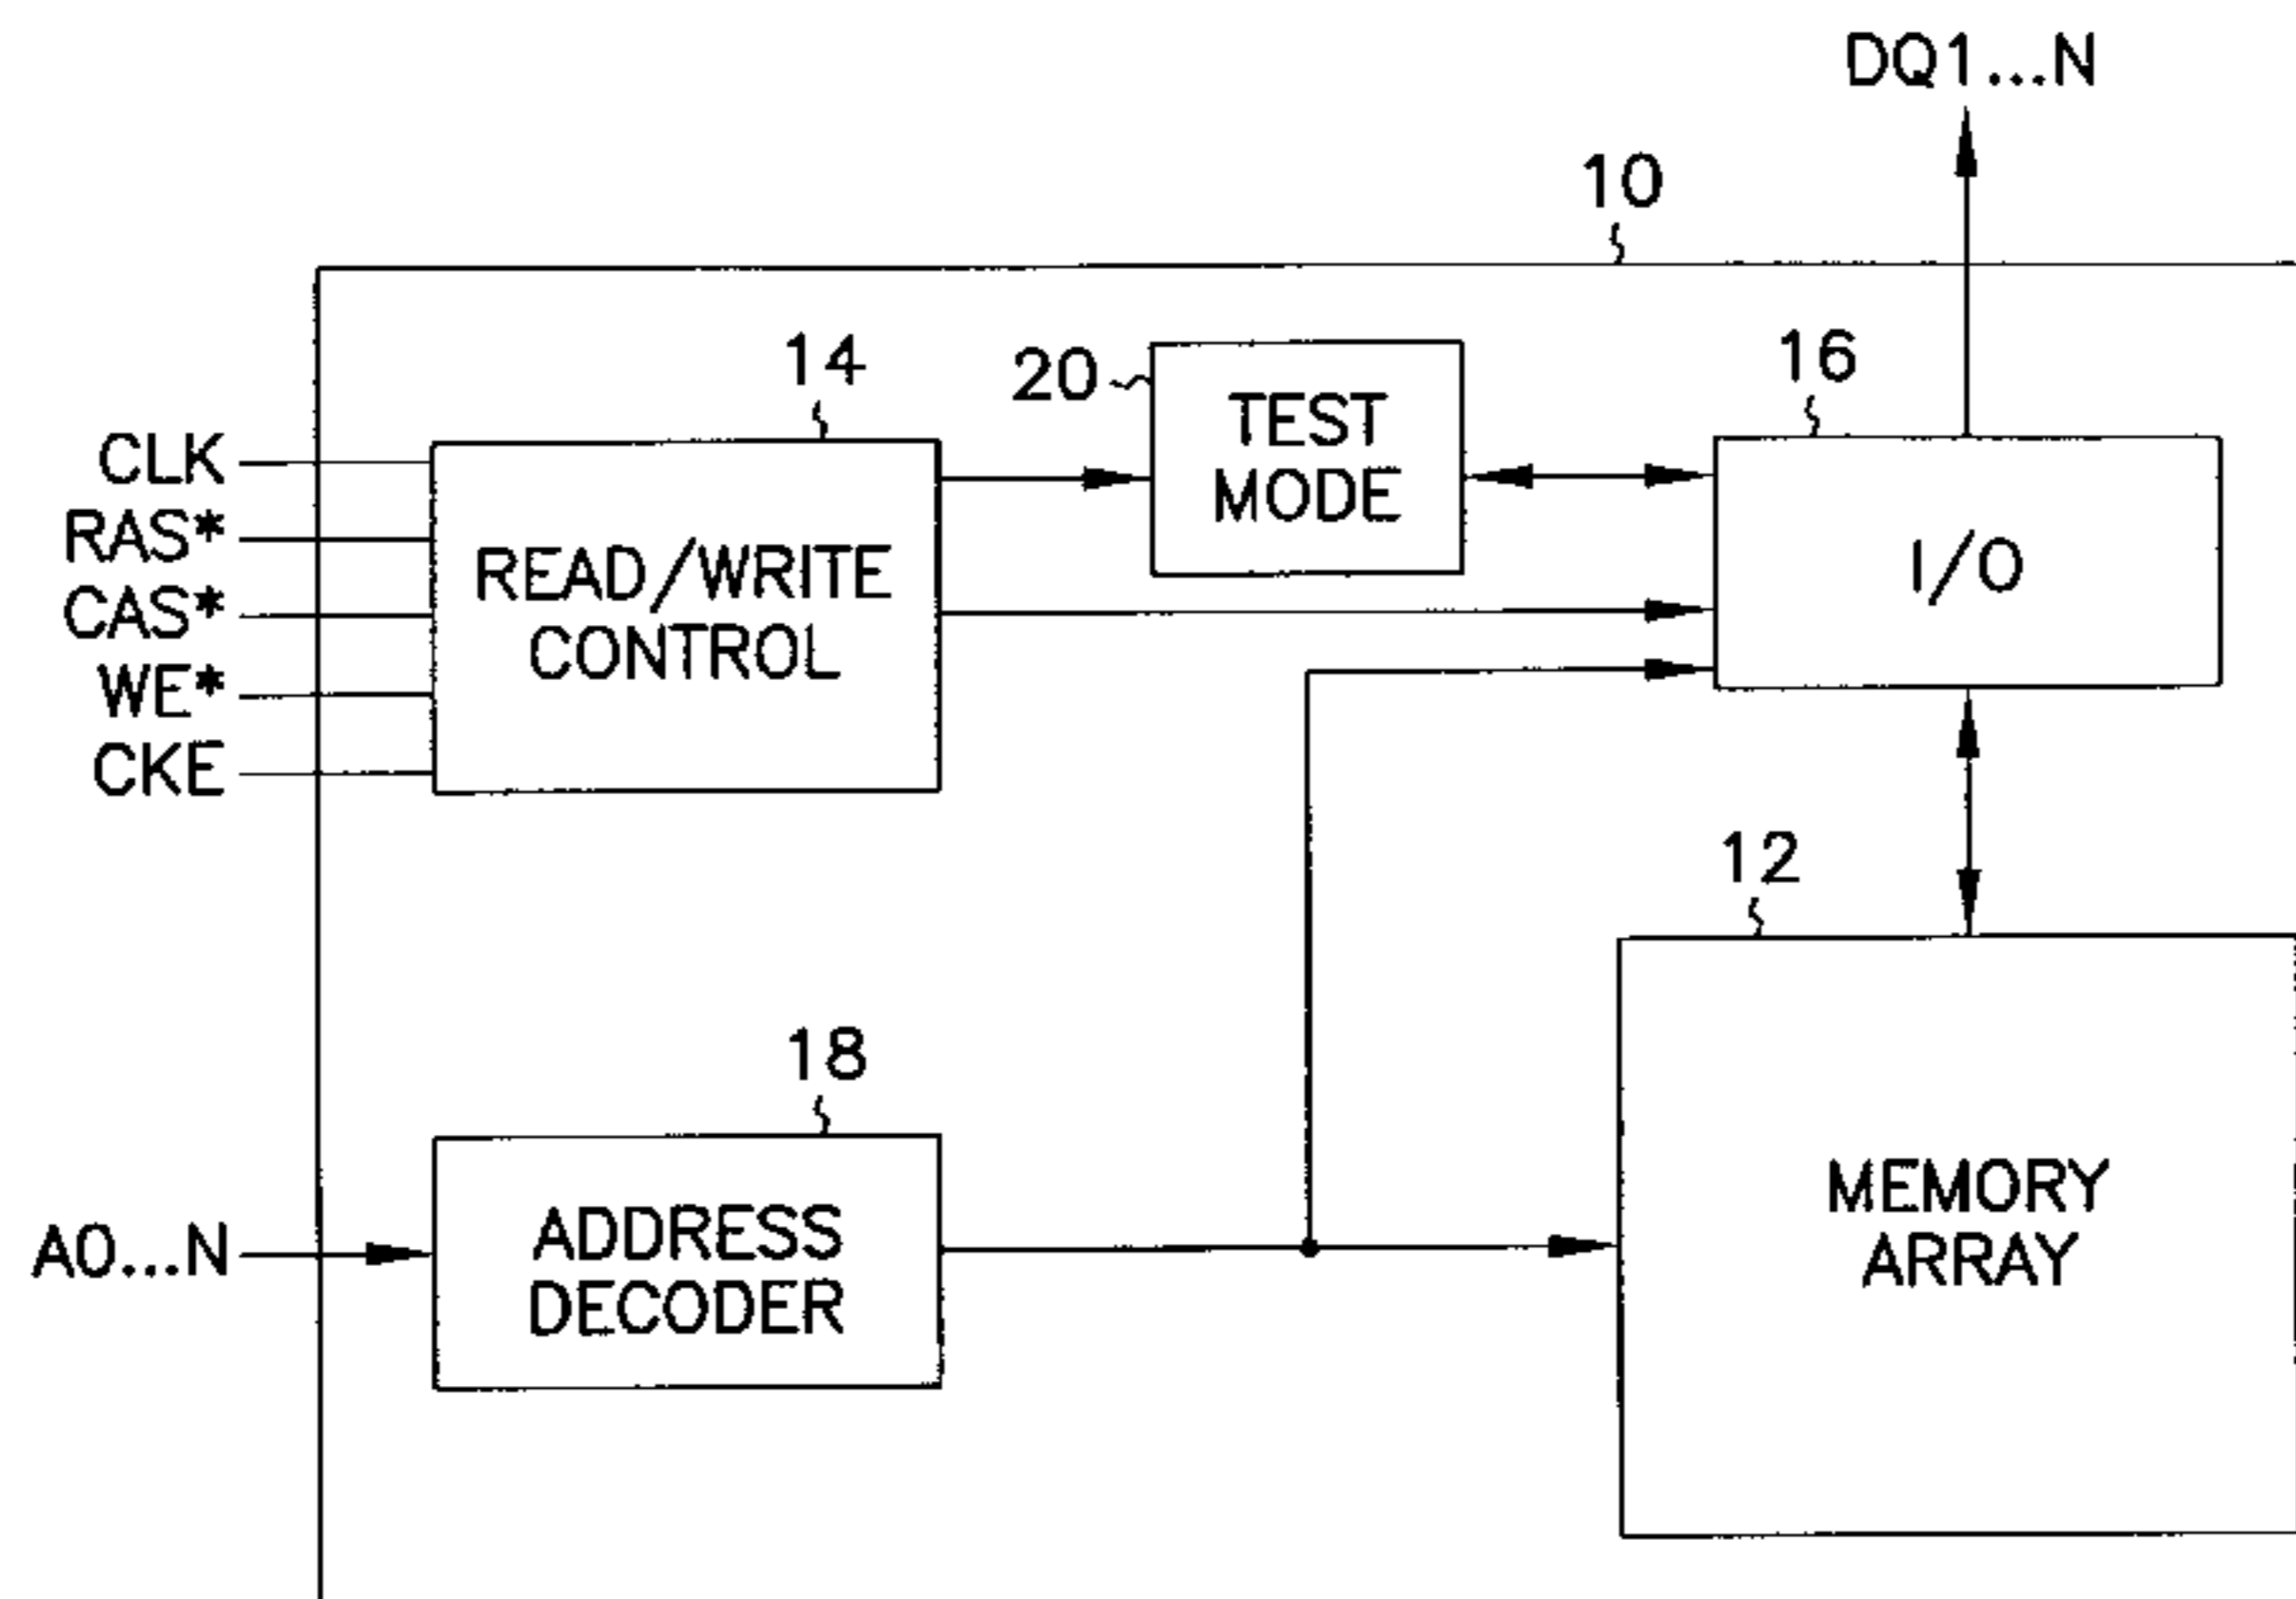 DQ1...N
10
14
20
TEST
MODE
16
CLK
RAS*
CAS*
WE*
CKE
READ/WRITE
CONTROL
I/O
12
18
A0...N
ADDRESS
DECODER
MEMORY
ARRAY